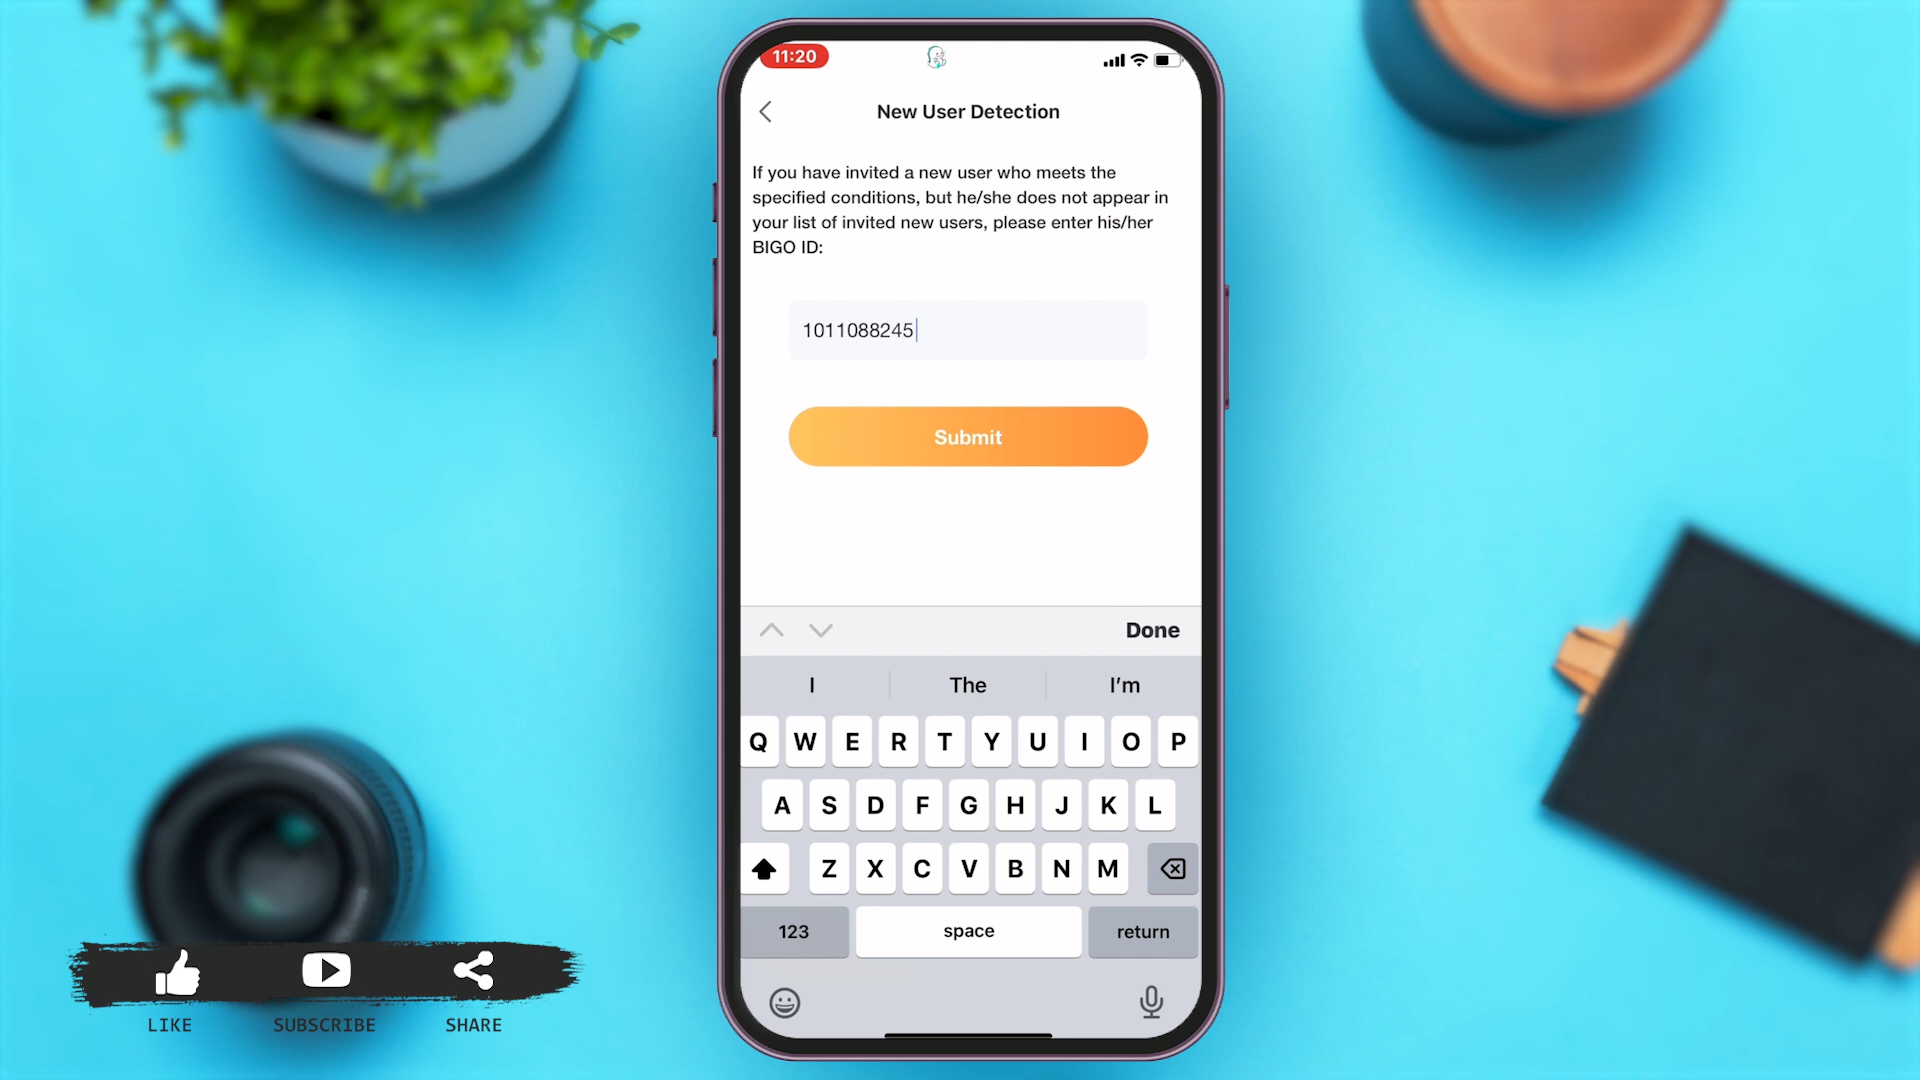 11:20
New User Detection
If you have invited a new user who meets the
specified conditions, but he/she does not appear in
your list of invited new users, please enter his/her
BIGO ID:
1011088245
Submit
Done
I The I'm
Q W E R T Y U I O P
A S D F G H J K L
Z X C V B N M
123 space return
LIKE SUBSCRIBE SHARE